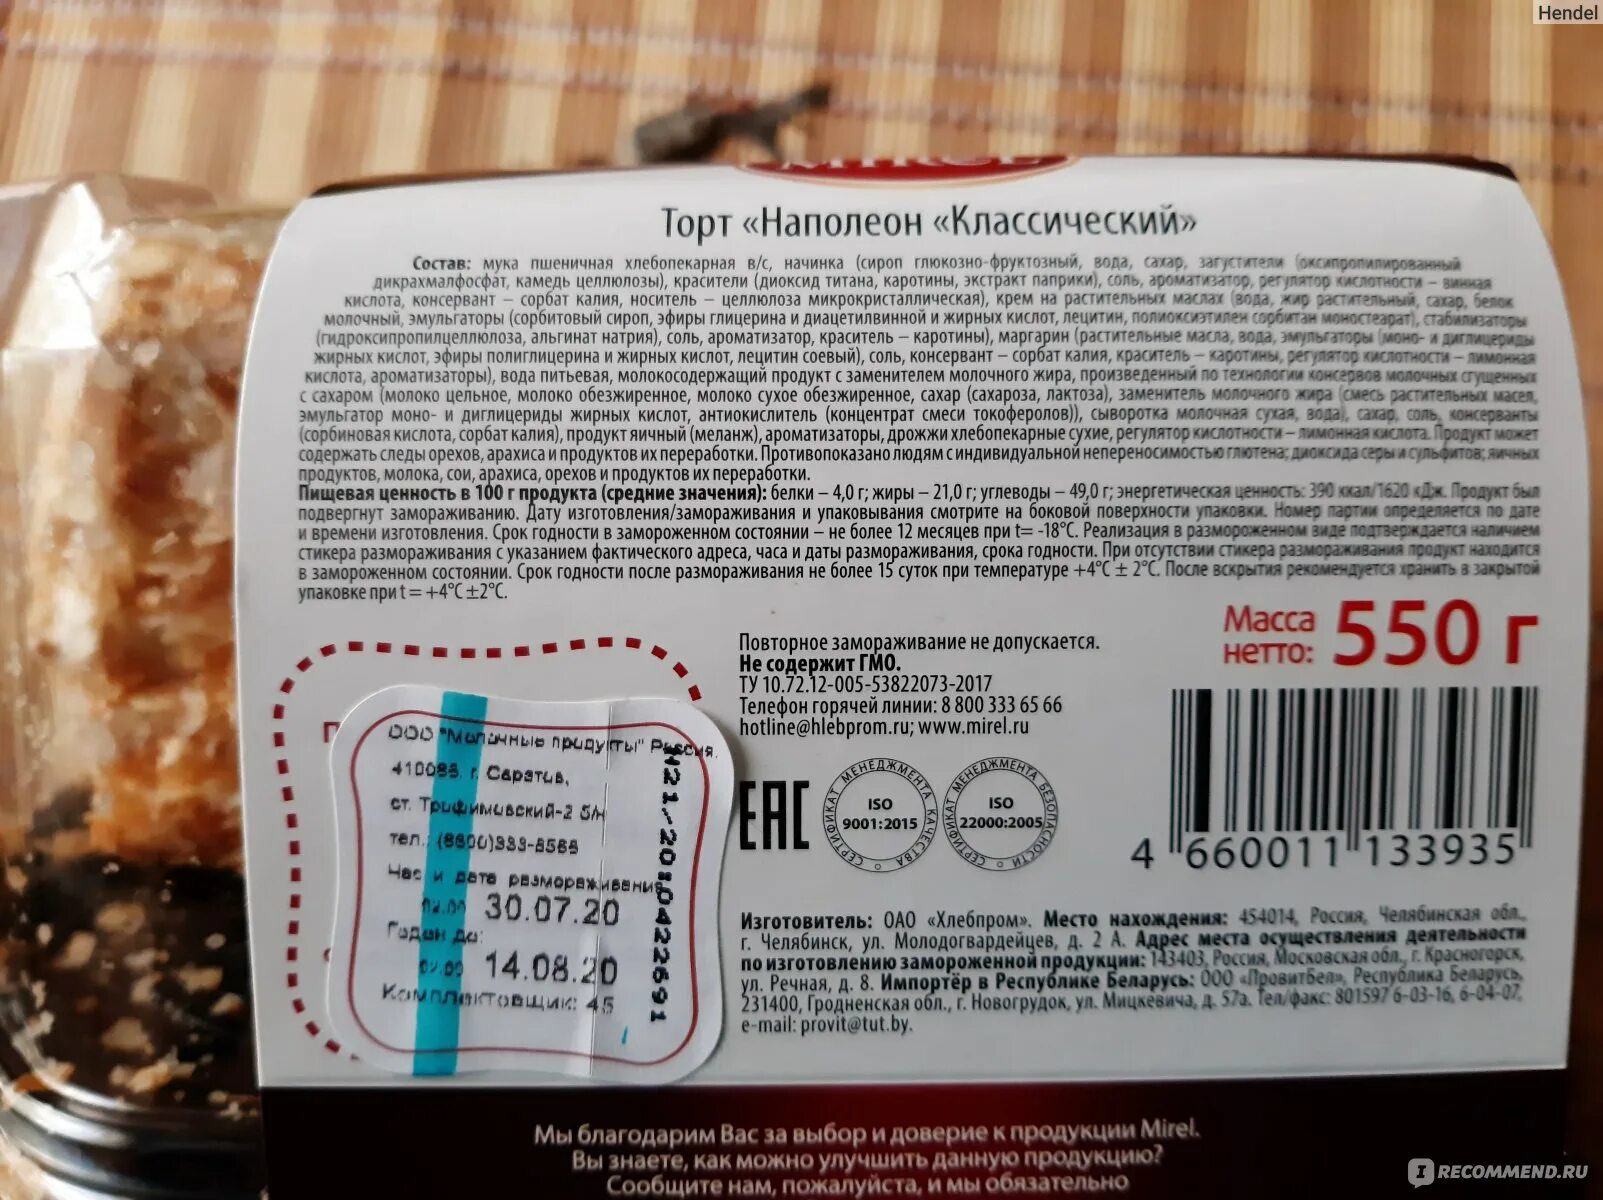 Hendel
MIREL
Торт «Наполеон «Классический»
Состав: мука пшеничная хлебопекарная в/с, начинка (сироп глюкозно-фруктозный, вода, сахар, загустители (оксипропилированный
дикрахмалфосфат, камедь целлюлозы), красители (диоксид титана, каротины, экстракт паприки), соль, ароматизатор, регулятор кислотности – винная
кислота, консервант – сорбат калия, носитель – целлюлоза микрокристаллическая), крем на растительных маслах (вода, жир растительный, сахар, белок
молочный, эмульгаторы (сорбитовый сироп, эфиры глицерина и диацетилвинной и жирных кислот, лецитин, полиоксиэтилен сорбитан моностеарат), стабилизаторы
(гидроксипропилцеллюлоза, альгинат натрия), соль, ароматизатор, краситель – каротины), маргарин (растительные масла, вода, эмульгаторы (моно- и диглицериды
жирных кислот, эфиры полиглицерина и жирных кислот, лецитин соевый), соль, консервант – сорбат калия, краситель – каротины, регулятор кислотности – лимонная
кислота, ароматизаторы), вода питьевая, молокосодержащий продукт с заменителем молочного жира, произведенный по технологии консервов молочных сгущенных
с сахаром (молоко цельное, молоко обезжиренное, молоко сухое обезжиренное, сахар (сахароза, лактоза), заменитель молочного жира (смесь растительных масел,
эмульгатор моно- и диглицериды жирных кислот, антиокислитель (концентрат смеси токоферолов)), сыворотка молочная сухая, вода), сахар, соль, консерванты
(сорбиновая кислота, сорбат калия), продукт яичный (меланж), ароматизаторы, дрожжи хлебопекарные сухие, регулятор кислотности – лимонная кислота. Продукт может
содержать следы орехов, арахиса и продуктов их переработки. Противопоказано людям с индивидуальной непереносимостью глютена; диоксида серы и сульфитов; яичных
продуктов, молока, сои, арахиса, орехов и продуктов их переработки.
Пищевая ценность в 100 г продукта (средние значения): белки – 4,0 г; жиры – 21,0 г; углеводы – 49,0 г; энергетическая ценность: 390 ккал/1620 кДж. Продукт был
подвергнут замораживанию. Дату изготовления/замораживания и упаковывания смотрите на боковой поверхности упаковки. Номер партии определяется по дате
и времени изготовления. Срок годности в замороженном состоянии – не более 12 месяцев при t= -18°C. Реализация в размороженном виде подтверждается наличием
стикера размораживания с указанием фактического адреса, часа и даты размораживания, срока годности. При отсутствии стикера размораживания продукт находится
в замороженном состоянии. Срок годности после размораживания не более 15 суток при температуре +4°C ± 2°C. После вскрытия рекомендуется хранить в закрытой
упаковке при t = +4°C ±2°C.
Масса
нетто: 550 г
Повторное замораживание не допускается.
Не содержит ГМО.
ТУ 10.72.12-005-53822073-2017
Телефон горячей линии: 8 800 333 65 66
hotline@hlebprom.ru; www.mirel.ru
ООО "Молочные продукты" Россия,
410086, г. Саратов,
ст. Трофимовский-2 б/н
тел.: (8800)333-8588
Час и дата размораживания
02.00 30.07.20
Годен до:
02.00 14.08.20
Комплектовщик: 45
Н21--20:0422691
EAC
СЕРТИФИКАТ МЕНЕДЖМЕНТА КАЧЕСТВА
ISO
9001:2015
СЕРТИФИКАТ МЕНЕДЖМЕНТА БЕЗОПАСНОСТИ
ISO
22000:2005
4 660011 133935
Изготовитель: ОАО «Хлебпром». Место нахождения: 454014, Россия, Челябинская обл.,
г. Челябинск, ул. Молодогвардейцев, д. 2 А. Адрес места осуществления деятельности
по изготовлению замороженной продукции: 143403, Россия, Московская обл., г. Красногорск,
ул. Речная, д. 8. Импортёр в Республике Беларусь: ООО «ПровитБел», Республика Беларусь,
231400, Гродненская обл., г. Новогрудок, ул. Мицкевича, д. 57а. Тел/факс: 801597 6-03-16, 6-04-07,
e-mail: provit@tut.by.
Мы благодарим Вас за выбор и доверие к продукции Mirel.
Вы знаете, как можно улучшить данную продукцию?
Сообщите нам, пожалуйста, и мы обязательно
IRECOMMEND.RU